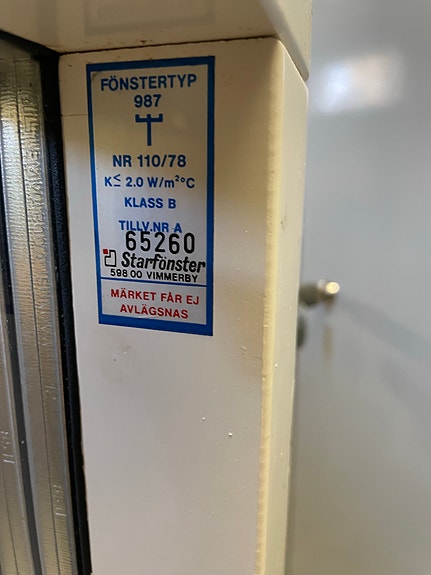 FÖNSTERTYP
987
NR 110/78
K≤ 2.0 W/m²°C
KLASS B
TILLV.NR A
65260
Starfönster
598 00 VIMMERBY
MÄRKET FÅR EJ
AVLÄGSNAS